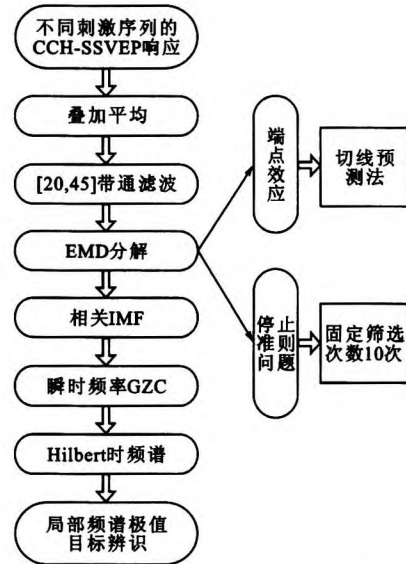 不同刺激序列的
CCH-SSVEP响应
叠加平均
[20,45]带通滤波
EMD分解
相关IMF
瞬时频率GZC
Hilbert时频谱
局部频谱极值
目标辨识
端点效应
切线预
测法
停止
准则
问题
固定筛选
次数10次